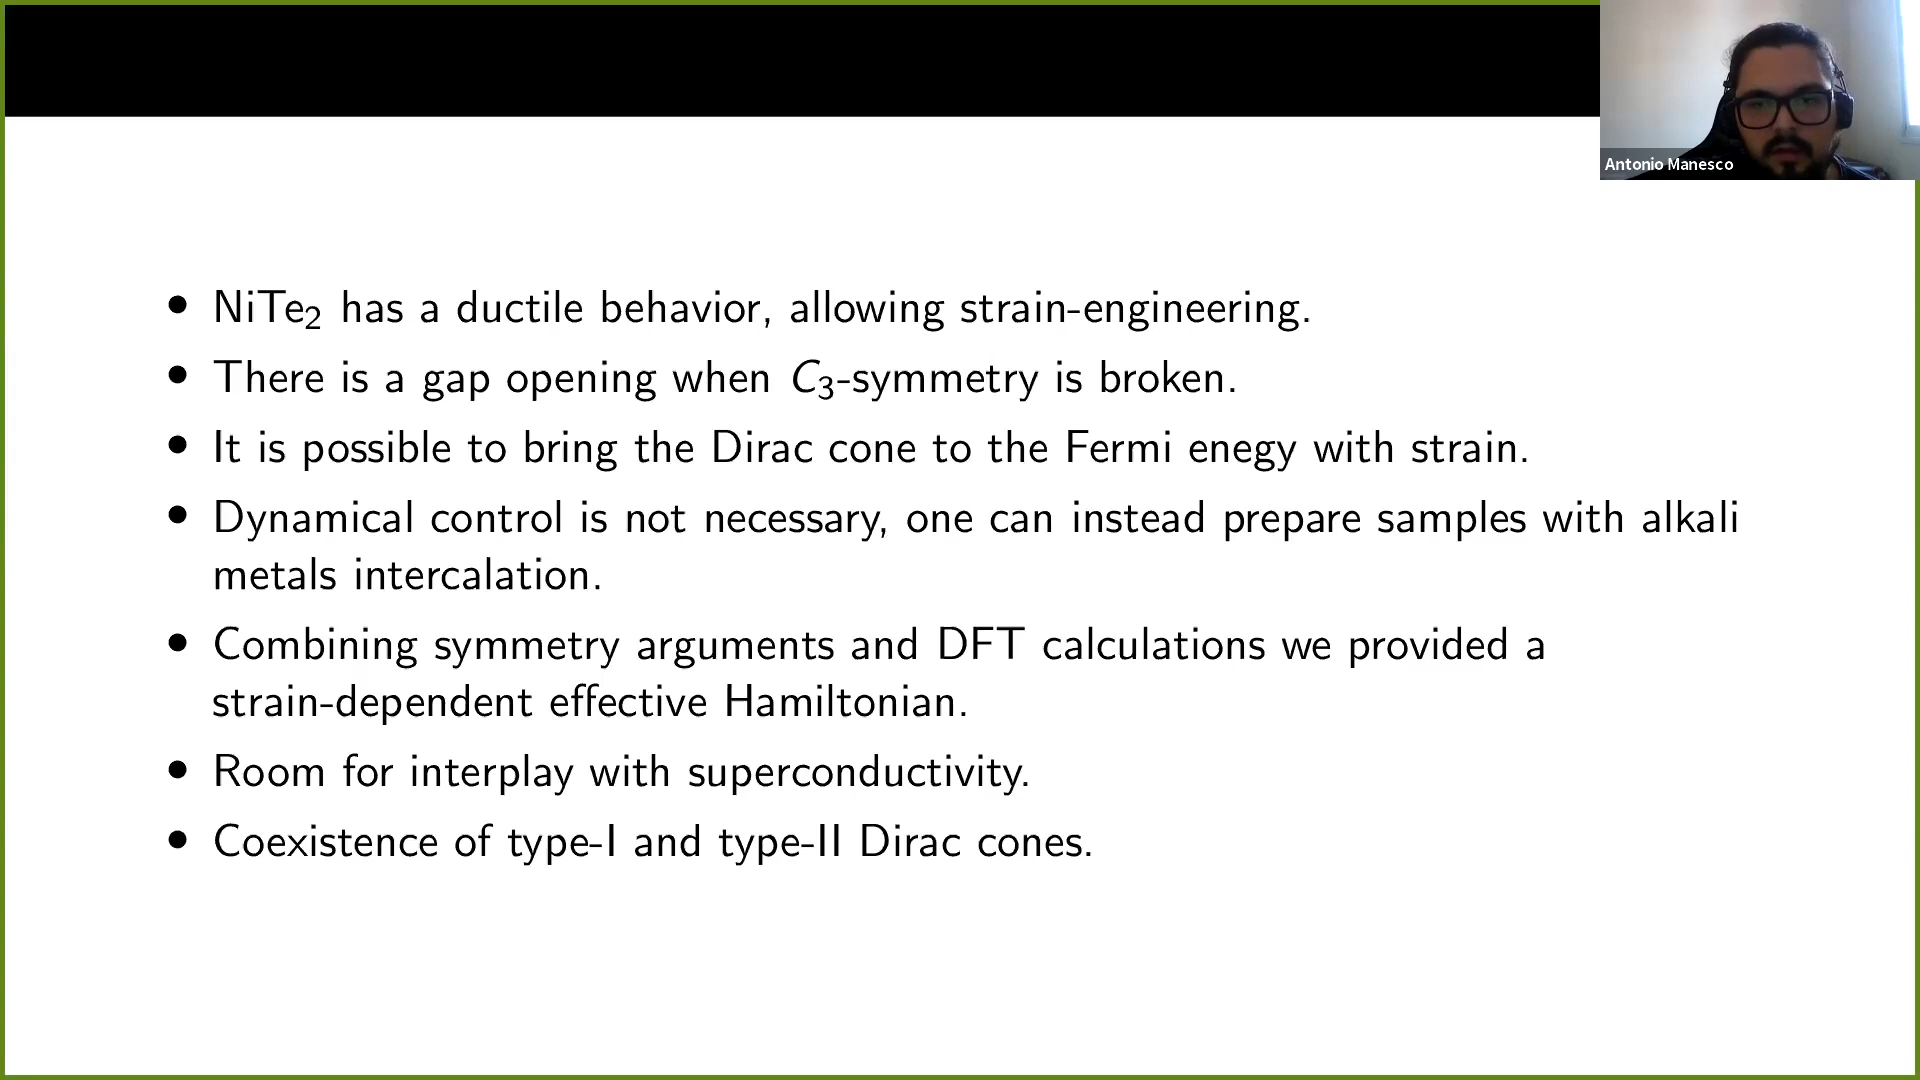 Antonio Manesco
• NiTe₂ has a ductile behavior, allowing strain-engineering.
• There is a gap opening when C₃-symmetry is broken.
• It is possible to bring the Dirac cone to the Fermi enegy with strain.
• Dynamical control is not necessary, one can instead prepare samples with alkali
metals intercalation.
• Combining symmetry arguments and DFT calculations we provided a
strain-dependent effective Hamiltonian.
• Room for interplay with superconductivity.
• Coexistence of type-I and type-II Dirac cones.